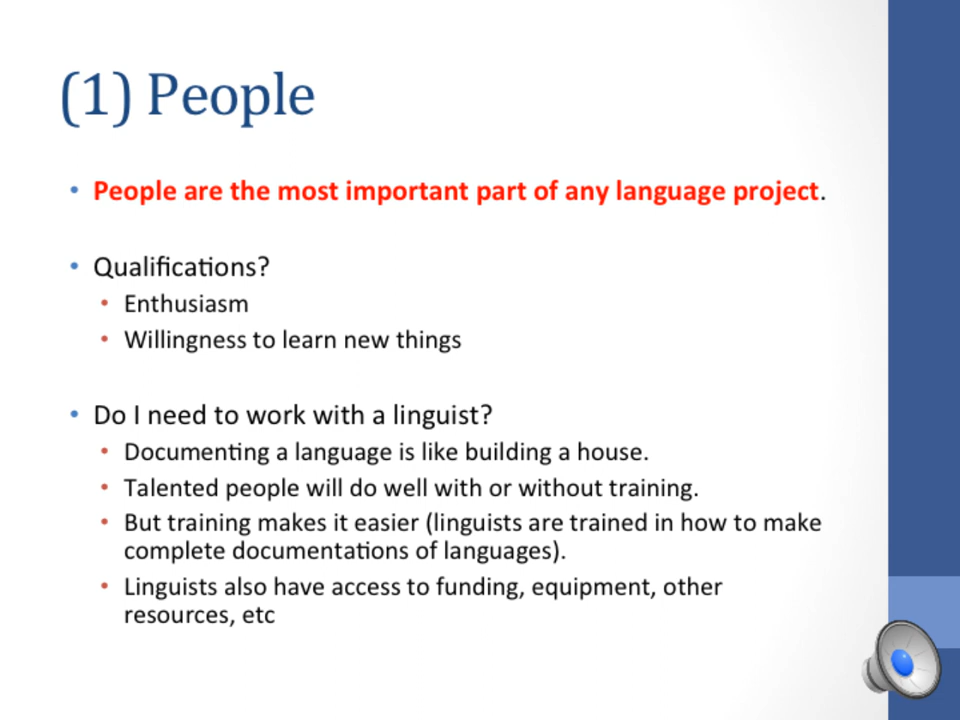 (1) People
• People are the most important part of any language project.
• Qualifications?
• Enthusiasm
• Willingness to learn new things
• Do I need to work with a linguist?
• Documenting a language is like building a house.
• Talented people will do well with or without training.
• But training makes it easier (linguists are trained in how to make
complete documentations of languages).
• Linguists also have access to funding, equipment, other
resources, etc